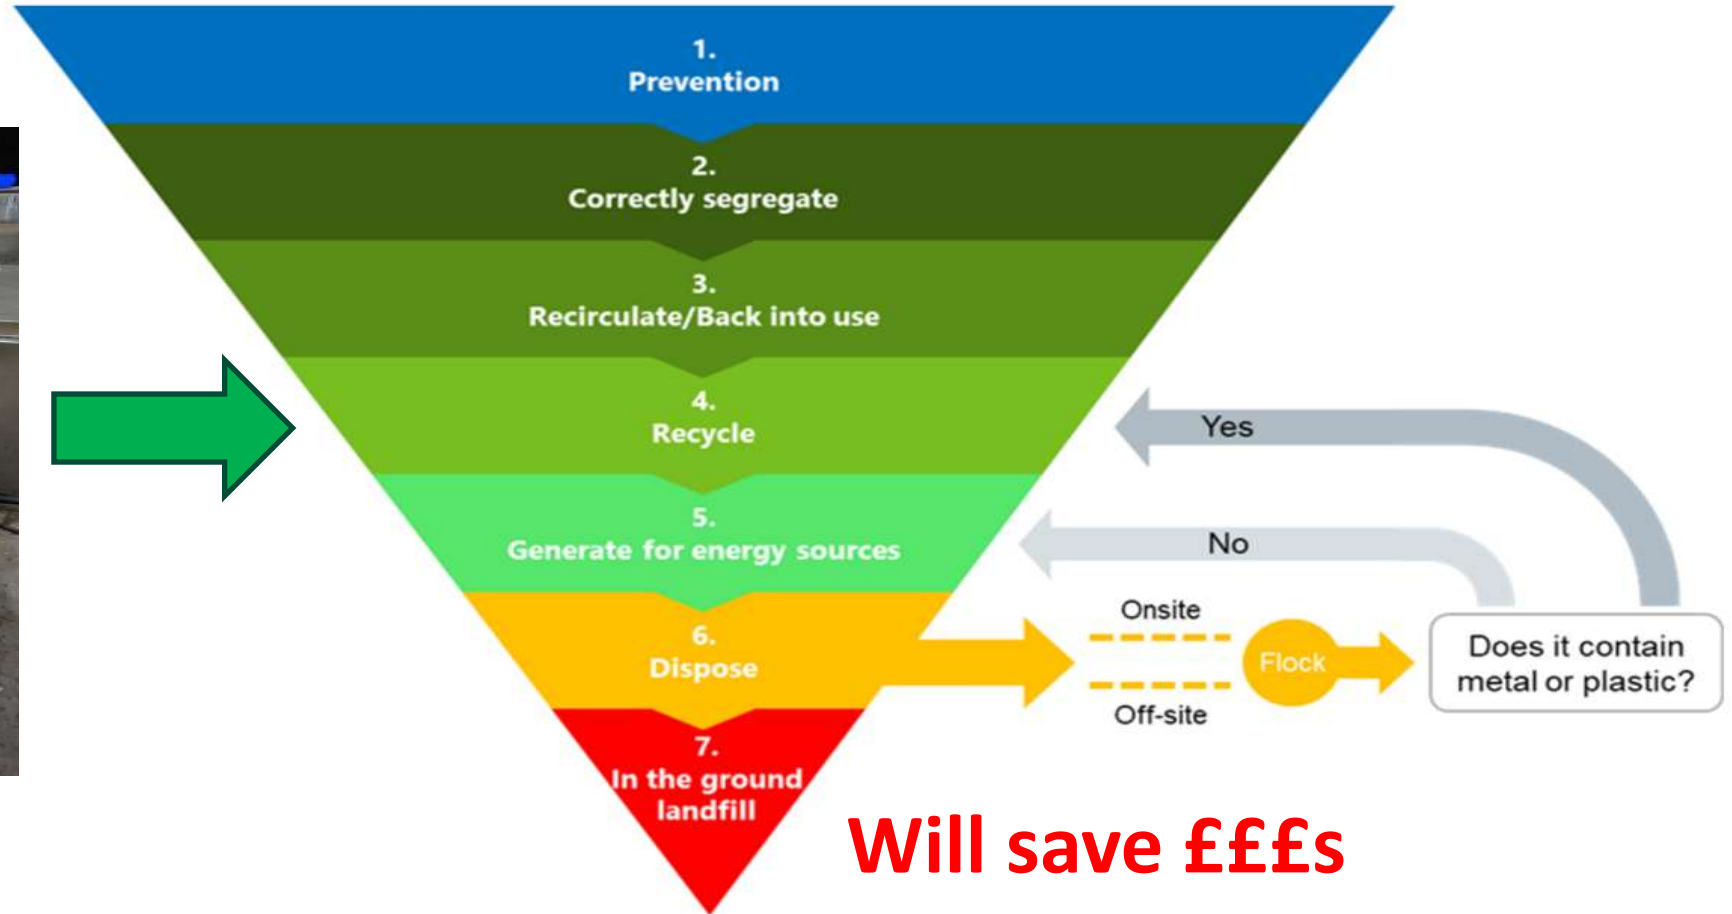 1.
Prevention
2.
Correctly segregate
3.
Recirculate/Back into use
4.
Recycle
5.
Generate for energy sources
6.
Dispose
7.
In the ground
landfill
Yes
No
Onsite
Off-site
Flock
Does it contain
metal or plastic?
Will save £££s